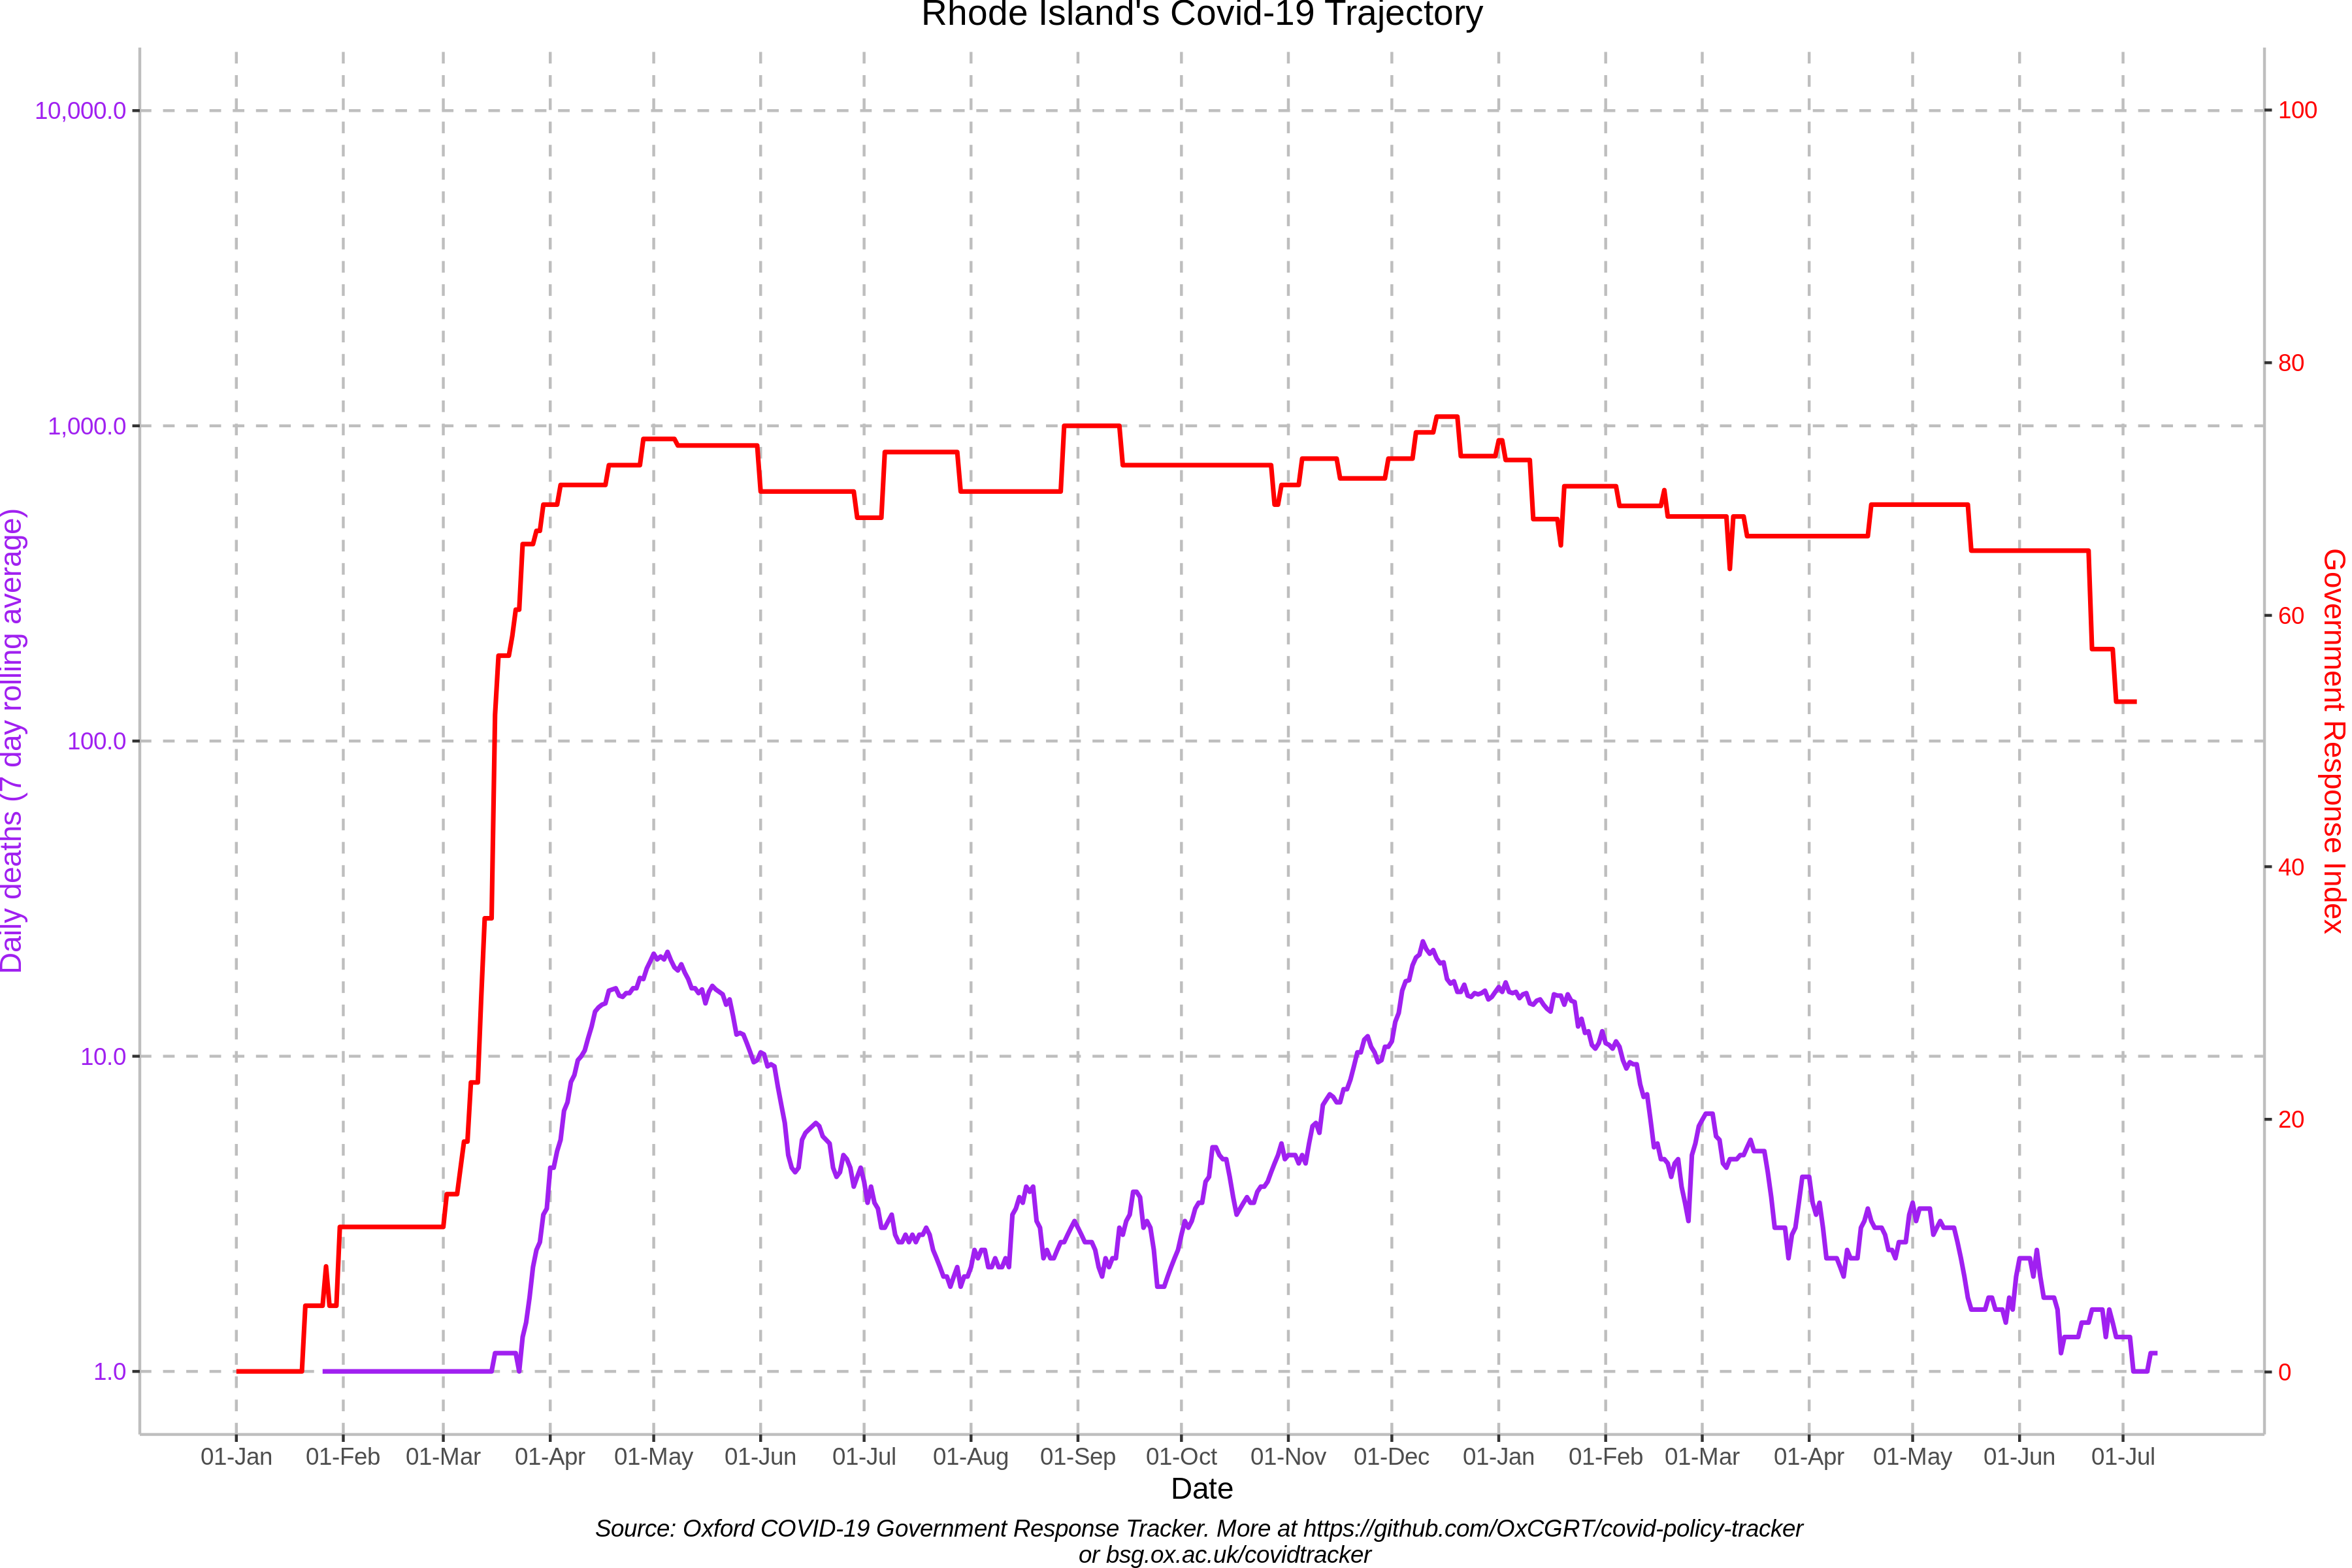 Rhode Island's Covid-19 Trajectory
Daily deaths (7 day rolling average)
10,000.0
1,000.0
100.0
10.0
1.0
100
80
60
40
20
0
Government Response Index
01-Jan 01-Feb 01-Mar 01-Apr 01-May 01-Jun 01-Jul 01-Aug 01-Sep 01-Oct 01-Nov 01-Dec 01-Jan 01-Feb 01-Mar 01-Apr 01-May 01-Jun 01-Jul
Date
Source: Oxford COVID-19 Government Response Tracker. More at https://github.com/OxCGRT/covid-policy-tracker
or bsg.ox.ac.uk/covidtracker